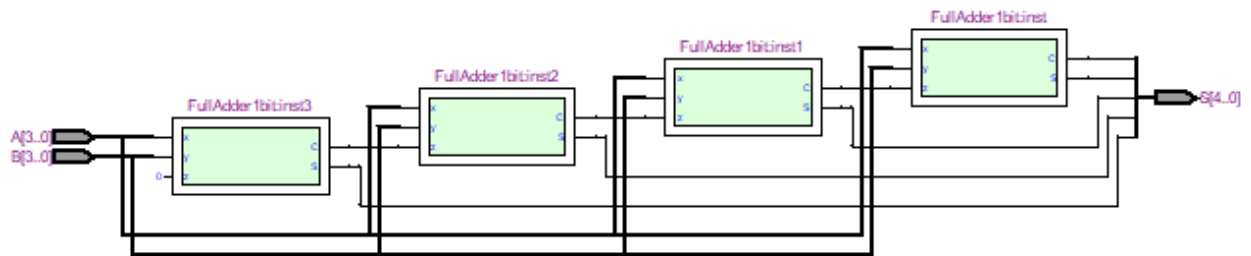 FullAdder1bit:inst
FullAdder1bit:inst1
FullAdder1bit:inst2
FullAdder1bit:inst3
x
y
z
C
S
x
y
z
C
S
x
y
z
C
S
x
y
z
C
S
A[3..0]
B[3..0]
0
S[4..0]